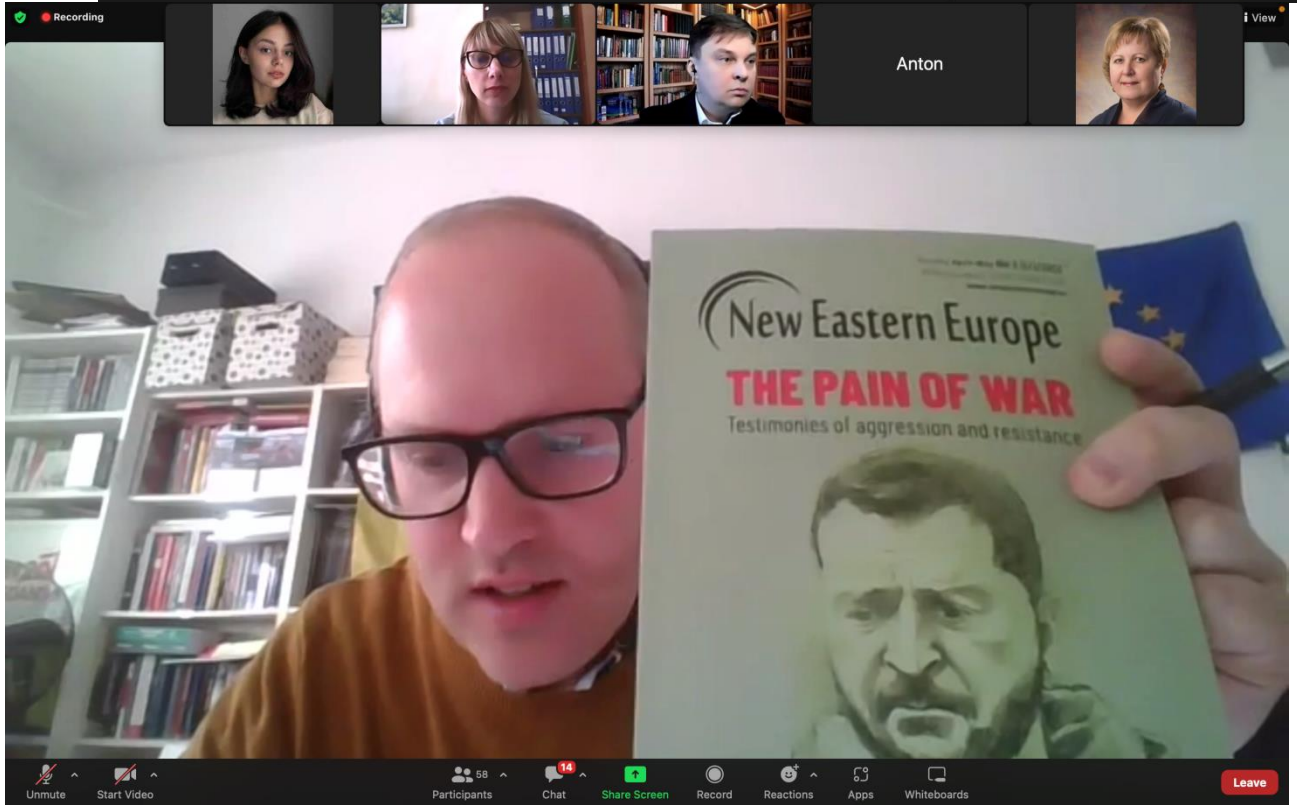 Recording
View
Anton
New Eastern Europe
THE PAIN OF WAR
Testimonies of aggression and resistance
Unmute
Start Video
58
Participants
14
Chat
Share Screen
Record
Reactions
Apps
Whiteboards
Leave